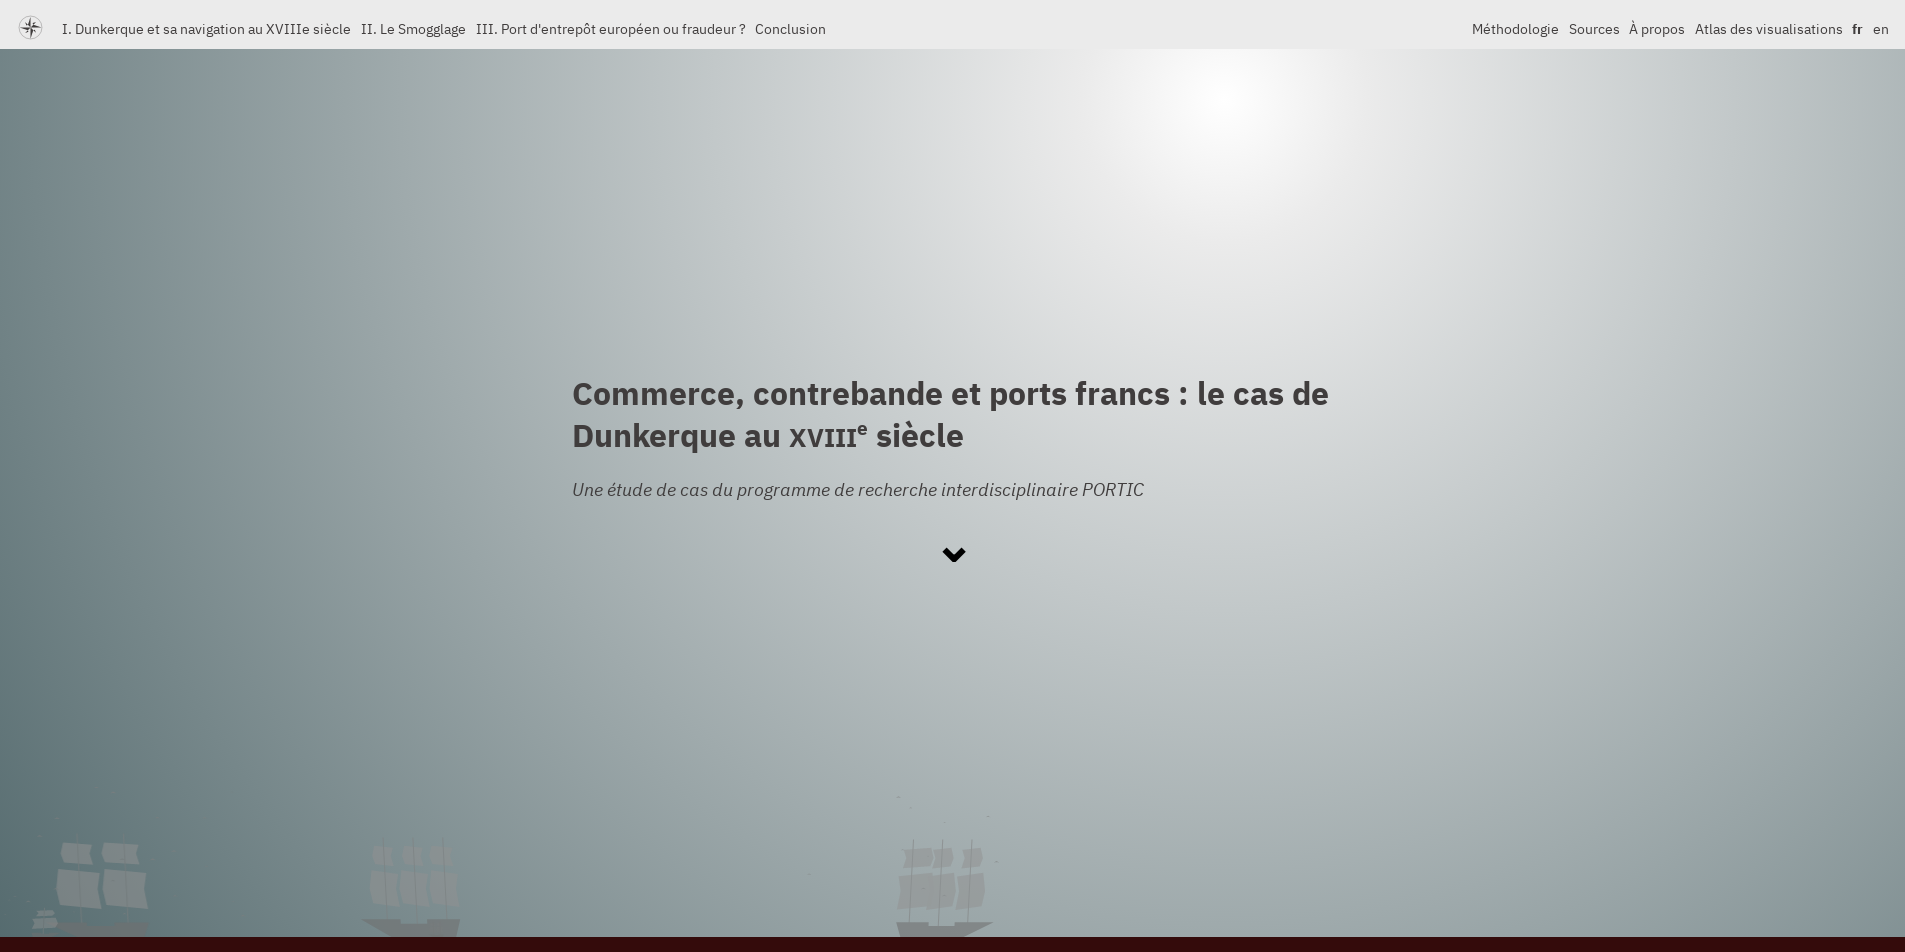 I. Dunkerque et sa navigation au XVIIIe siècle II. Le Smogglage III. Port d'entrepôt européen ou fraudeur ? Conclusion Méthodologie Sources À propos Atlas des visualisations fr en
Commerce, contrebande et ports francs : le cas de
Dunkerque au XVIIIe siècle
Une étude de cas du programme de recherche interdisciplinaire PORTIC